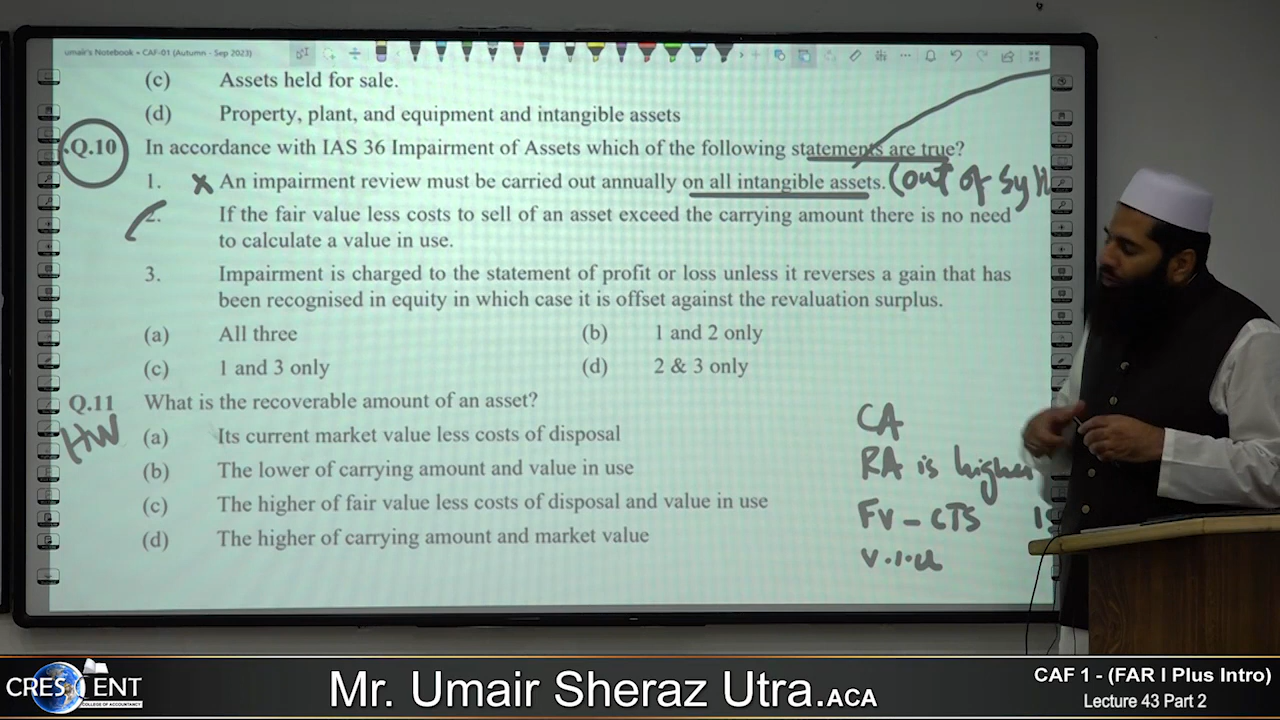 umair's Notebook » CAF-01 (Autumn - Sep 2023)
(c) Assets held for sale.
(d) Property, plant, and equipment and intangible assets
.Q.10 In accordance with IAS 36 Impairment of Assets which of the following statements are true?
1. x An impairment review must be carried out annually on all intangible assets. (out of Syll
2. If the fair value less costs to sell of an asset exceed the carrying amount there is no need
to calculate a value in use.
3. Impairment is charged to the statement of profit or loss unless it reverses a gain that has
been recognised in equity in which case it is offset against the revaluation surplus.
(a) All three (b) 1 and 2 only
(c) 1 and 3 only (d) 2 & 3 only
Q.11 What is the recoverable amount of an asset?
HW (a) Its current market value less costs of disposal
(b) The lower of carrying amount and value in use
(c) The higher of fair value less costs of disposal and value in use
(d) The higher of carrying amount and market value
CA
RA is higher
FV - CTS
V.I.U
CRESCENT
COLLEGE OF ACCOUNTANCY
Mr. Umair Sheraz Utra.ACA
CAF 1 - (FAR I Plus Intro)
Lecture 43 Part 2